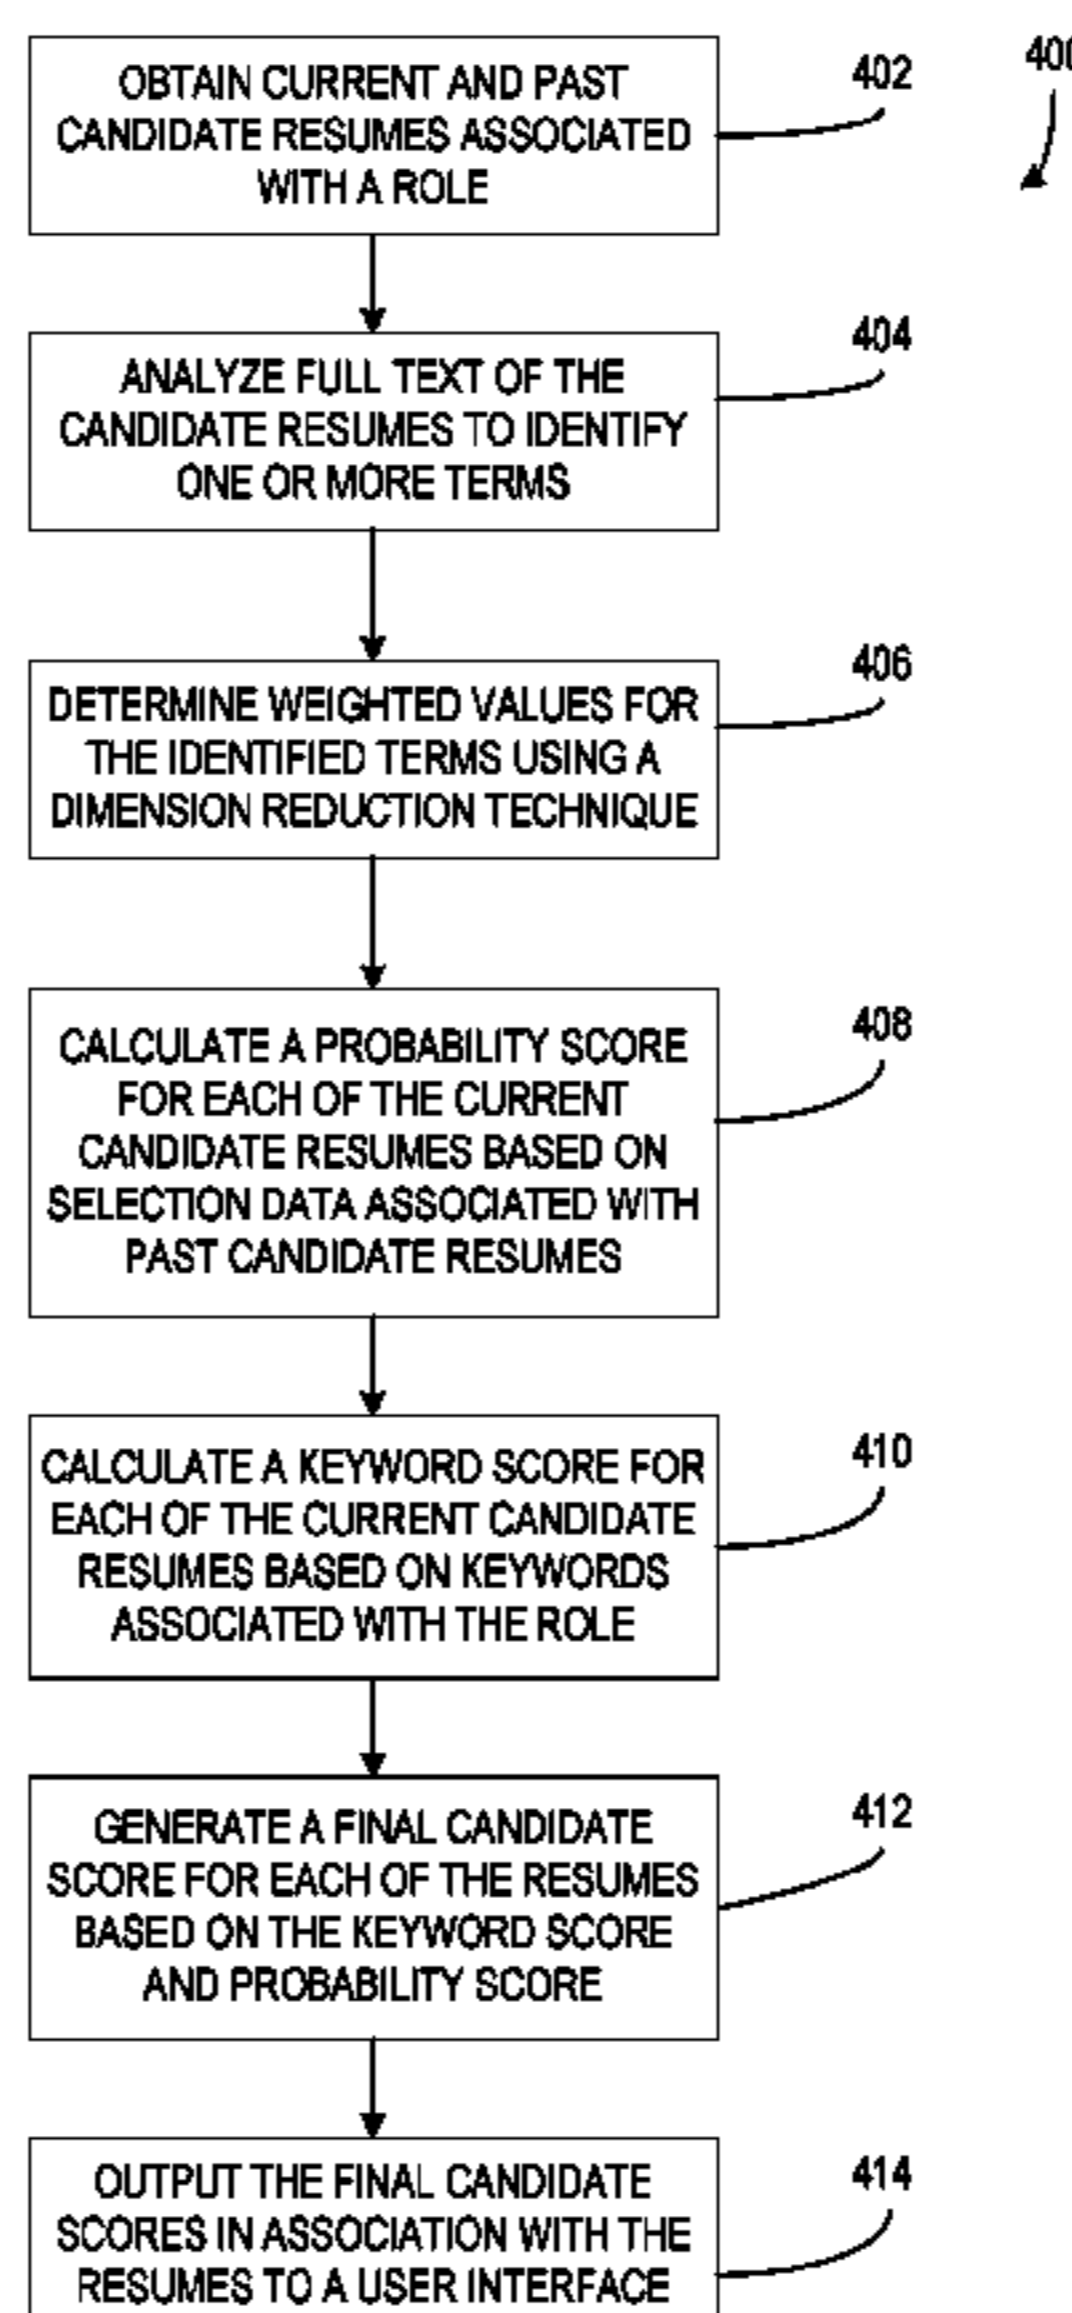 OBTAIN CURRENT AND PAST
CANDIDATE RESUMES ASSOCIATED
WITH A ROLE
402
400
ANALYZE FULL TEXT OF THE
CANDIDATE RESUMES TO IDENTIFY
ONE OR MORE TERMS
404
DETERMINE WEIGHTED VALUES FOR
THE IDENTIFIED TERMS USING A
DIMENSION REDUCTION TECHNIQUE
406
CALCULATE A PROBABILITY SCORE
FOR EACH OF THE CURRENT
CANDIDATE RESUMES BASED ON
SELECTION DATA ASSOCIATED WITH
PAST CANDIDATE RESUMES
408
CALCULATE A KEYWORD SCORE FOR
EACH OF THE CURRENT CANDIDATE
RESUMES BASED ON KEYWORDS
ASSOCIATED WITH THE ROLE
410
GENERATE A FINAL CANDIDATE
SCORE FOR EACH OF THE RESUMES
BASED ON THE KEYWORD SCORE
AND PROBABILITY SCORE
412
OUTPUT THE FINAL CANDIDATE
SCORES IN ASSOCIATION WITH THE
RESUMES TO A USER INTERFACE
414